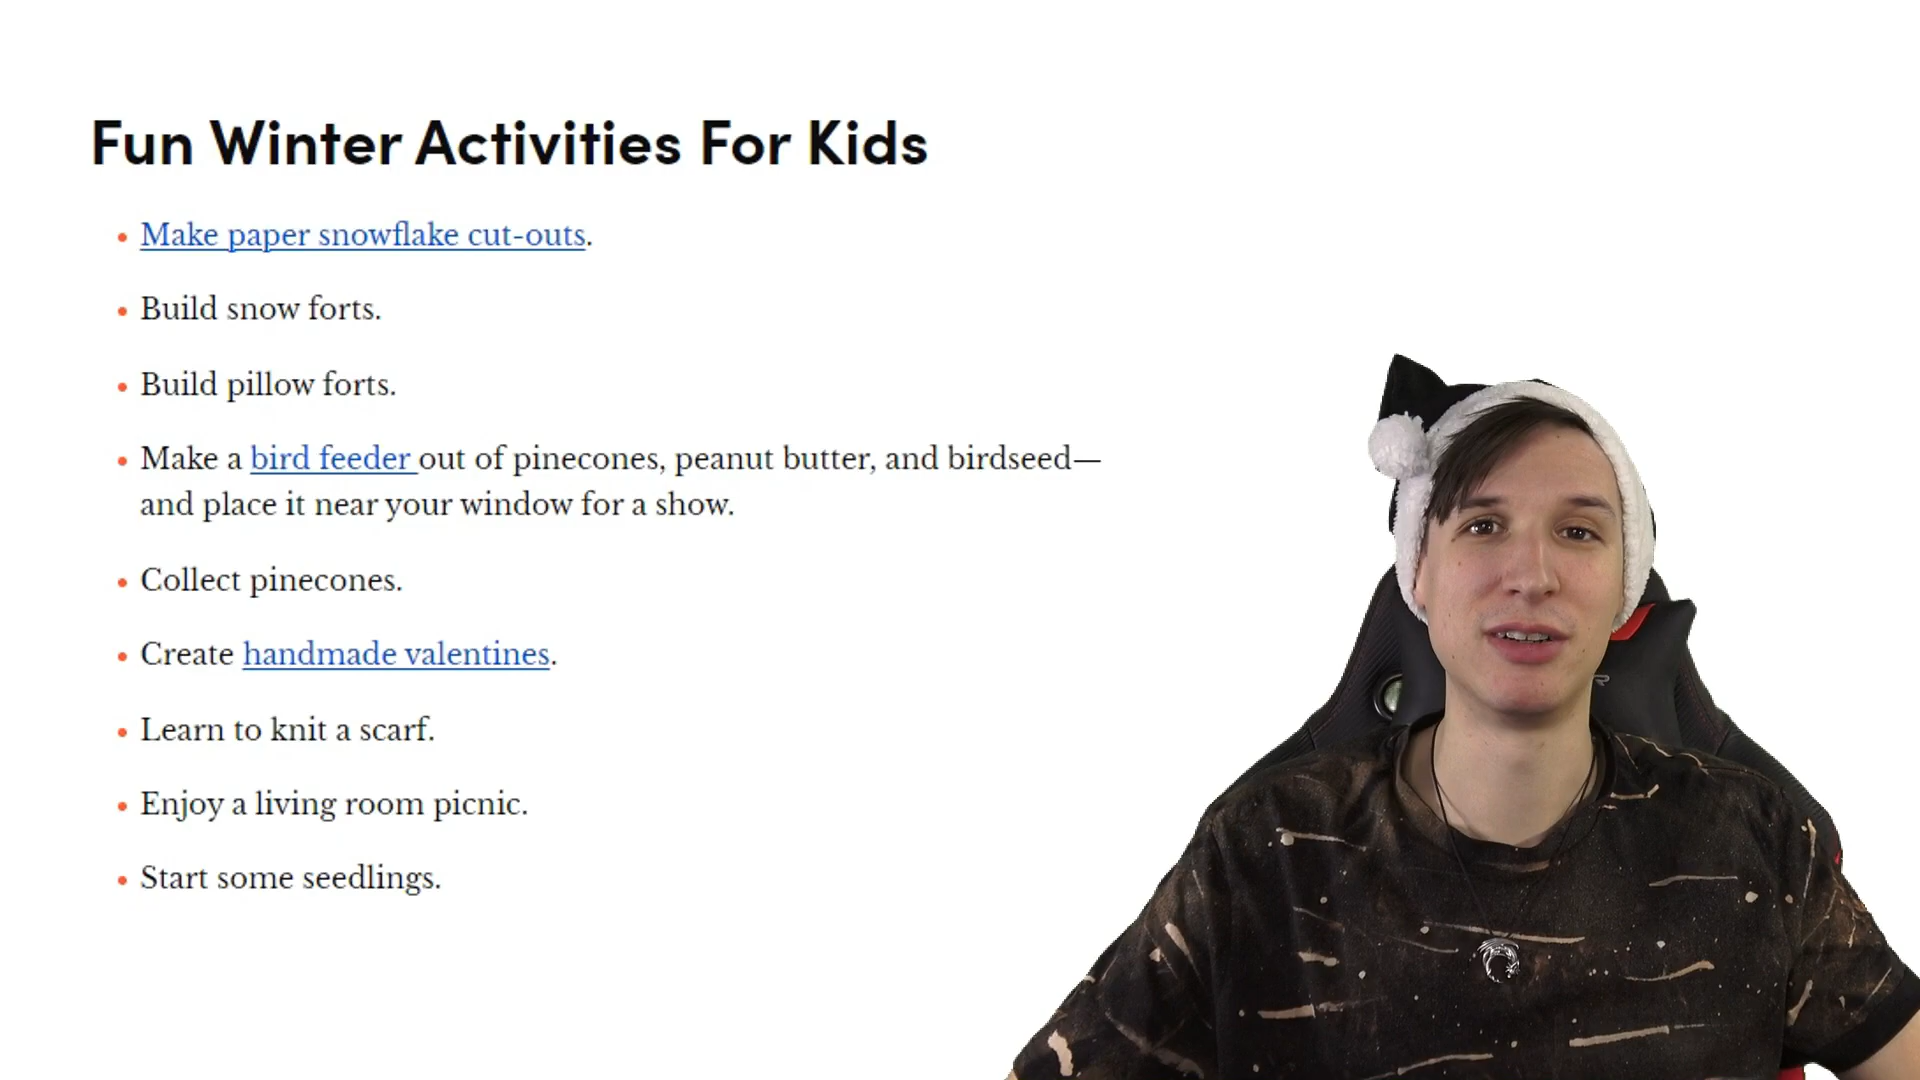 Fun Winter Activities For Kids
Make paper snowflake cut-outs.
Build snow forts.
Build pillow forts.
Make a bird feeder out of pinecones, peanut butter, and birdseed—
and place it near your window for a show.
Collect pinecones.
Create handmade valentines.
Learn to knit a scarf.
Enjoy a living room picnic.
Start some seedlings.